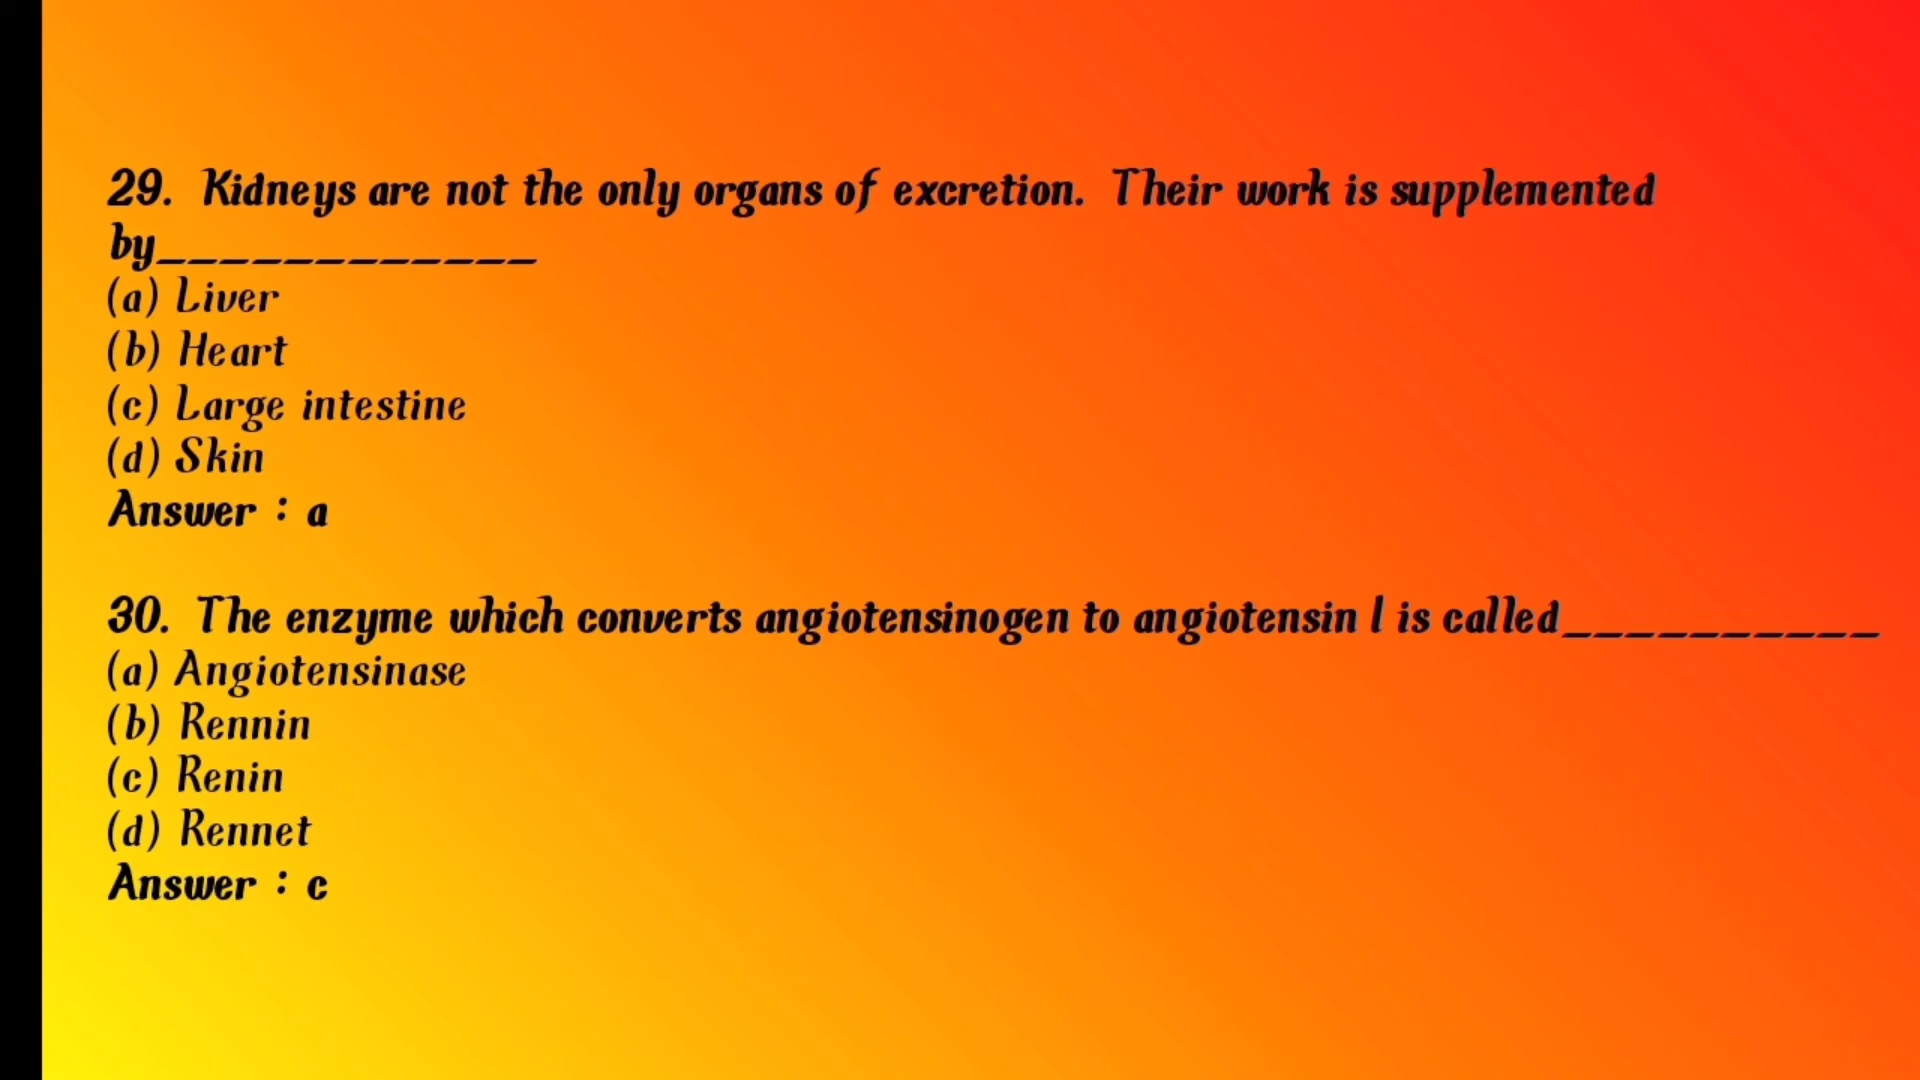 29. Kidneys are not the only organs of excretion. Their work is supplemented
by____________
(a) Liver
(b) Heart
(c) Large intestine
(d) Skin
Answer : a
30. The enzyme which converts angiotensinogen to angiotensin l is called__________
(a) Angiotensinase
(b) Rennin
(c) Renin
(d) Rennet
Answer : c